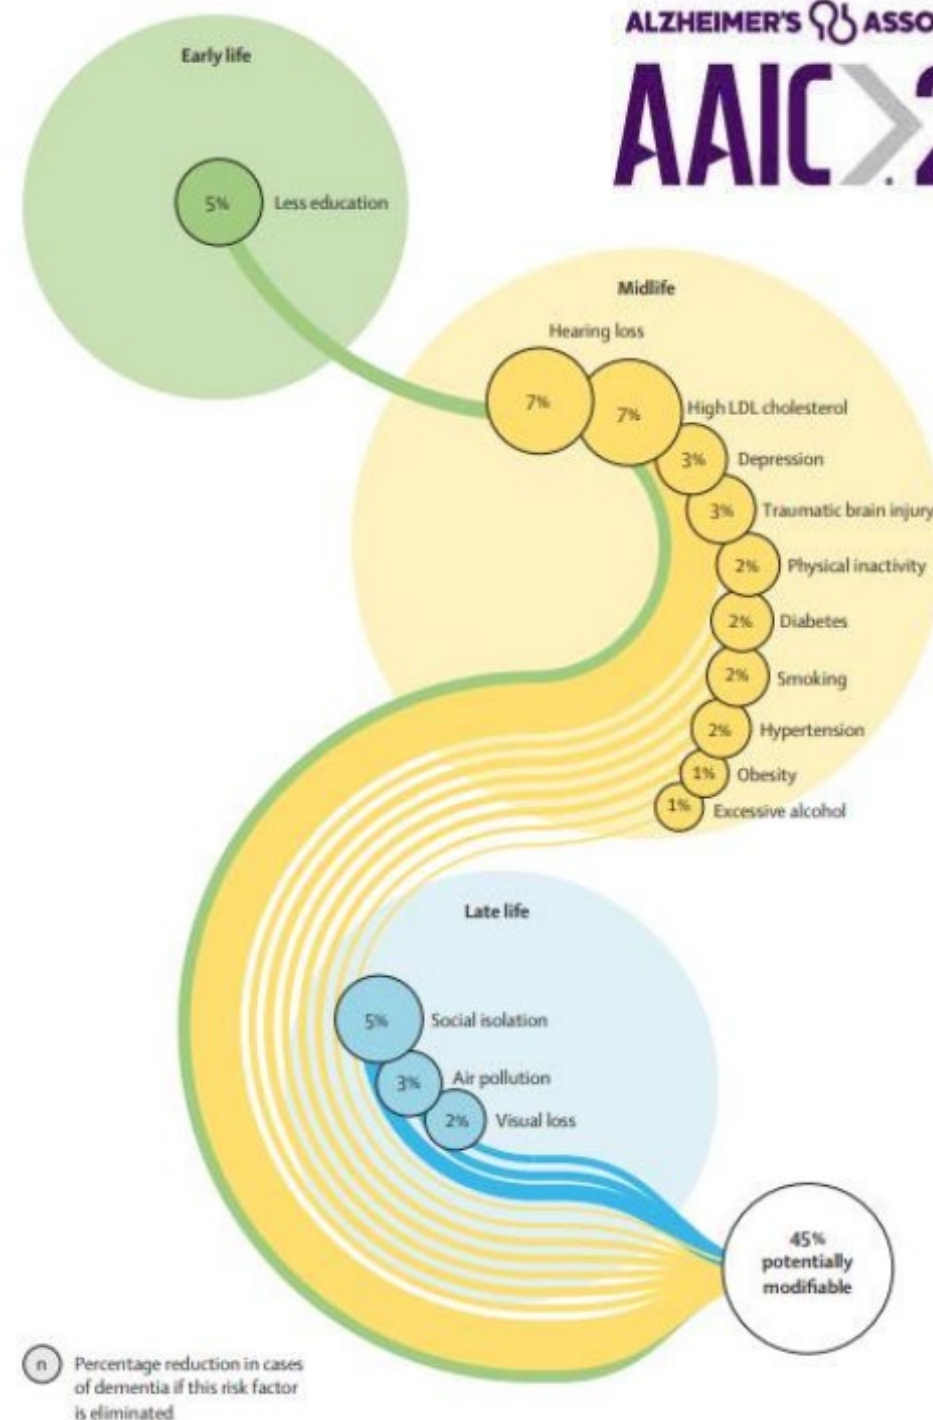 ALZHEIMER'S ASSO
AAIC>2
Early life
5%
Less education
Midlife
Hearing loss
7%
7%
High LDL cholesterol
3%
Depression
3%
Traumatic brain injury
2%
Physical inactivity
2%
Diabetes
2%
Smoking
2%
Hypertension
1%
Obesity
1%
Excessive alcohol
Late life
5%
Social isolation
3%
Air pollution
2%
Visual loss
45%
potentially
modifiable
n
Percentage reduction in cases
of dementia if this risk factor
is eliminated